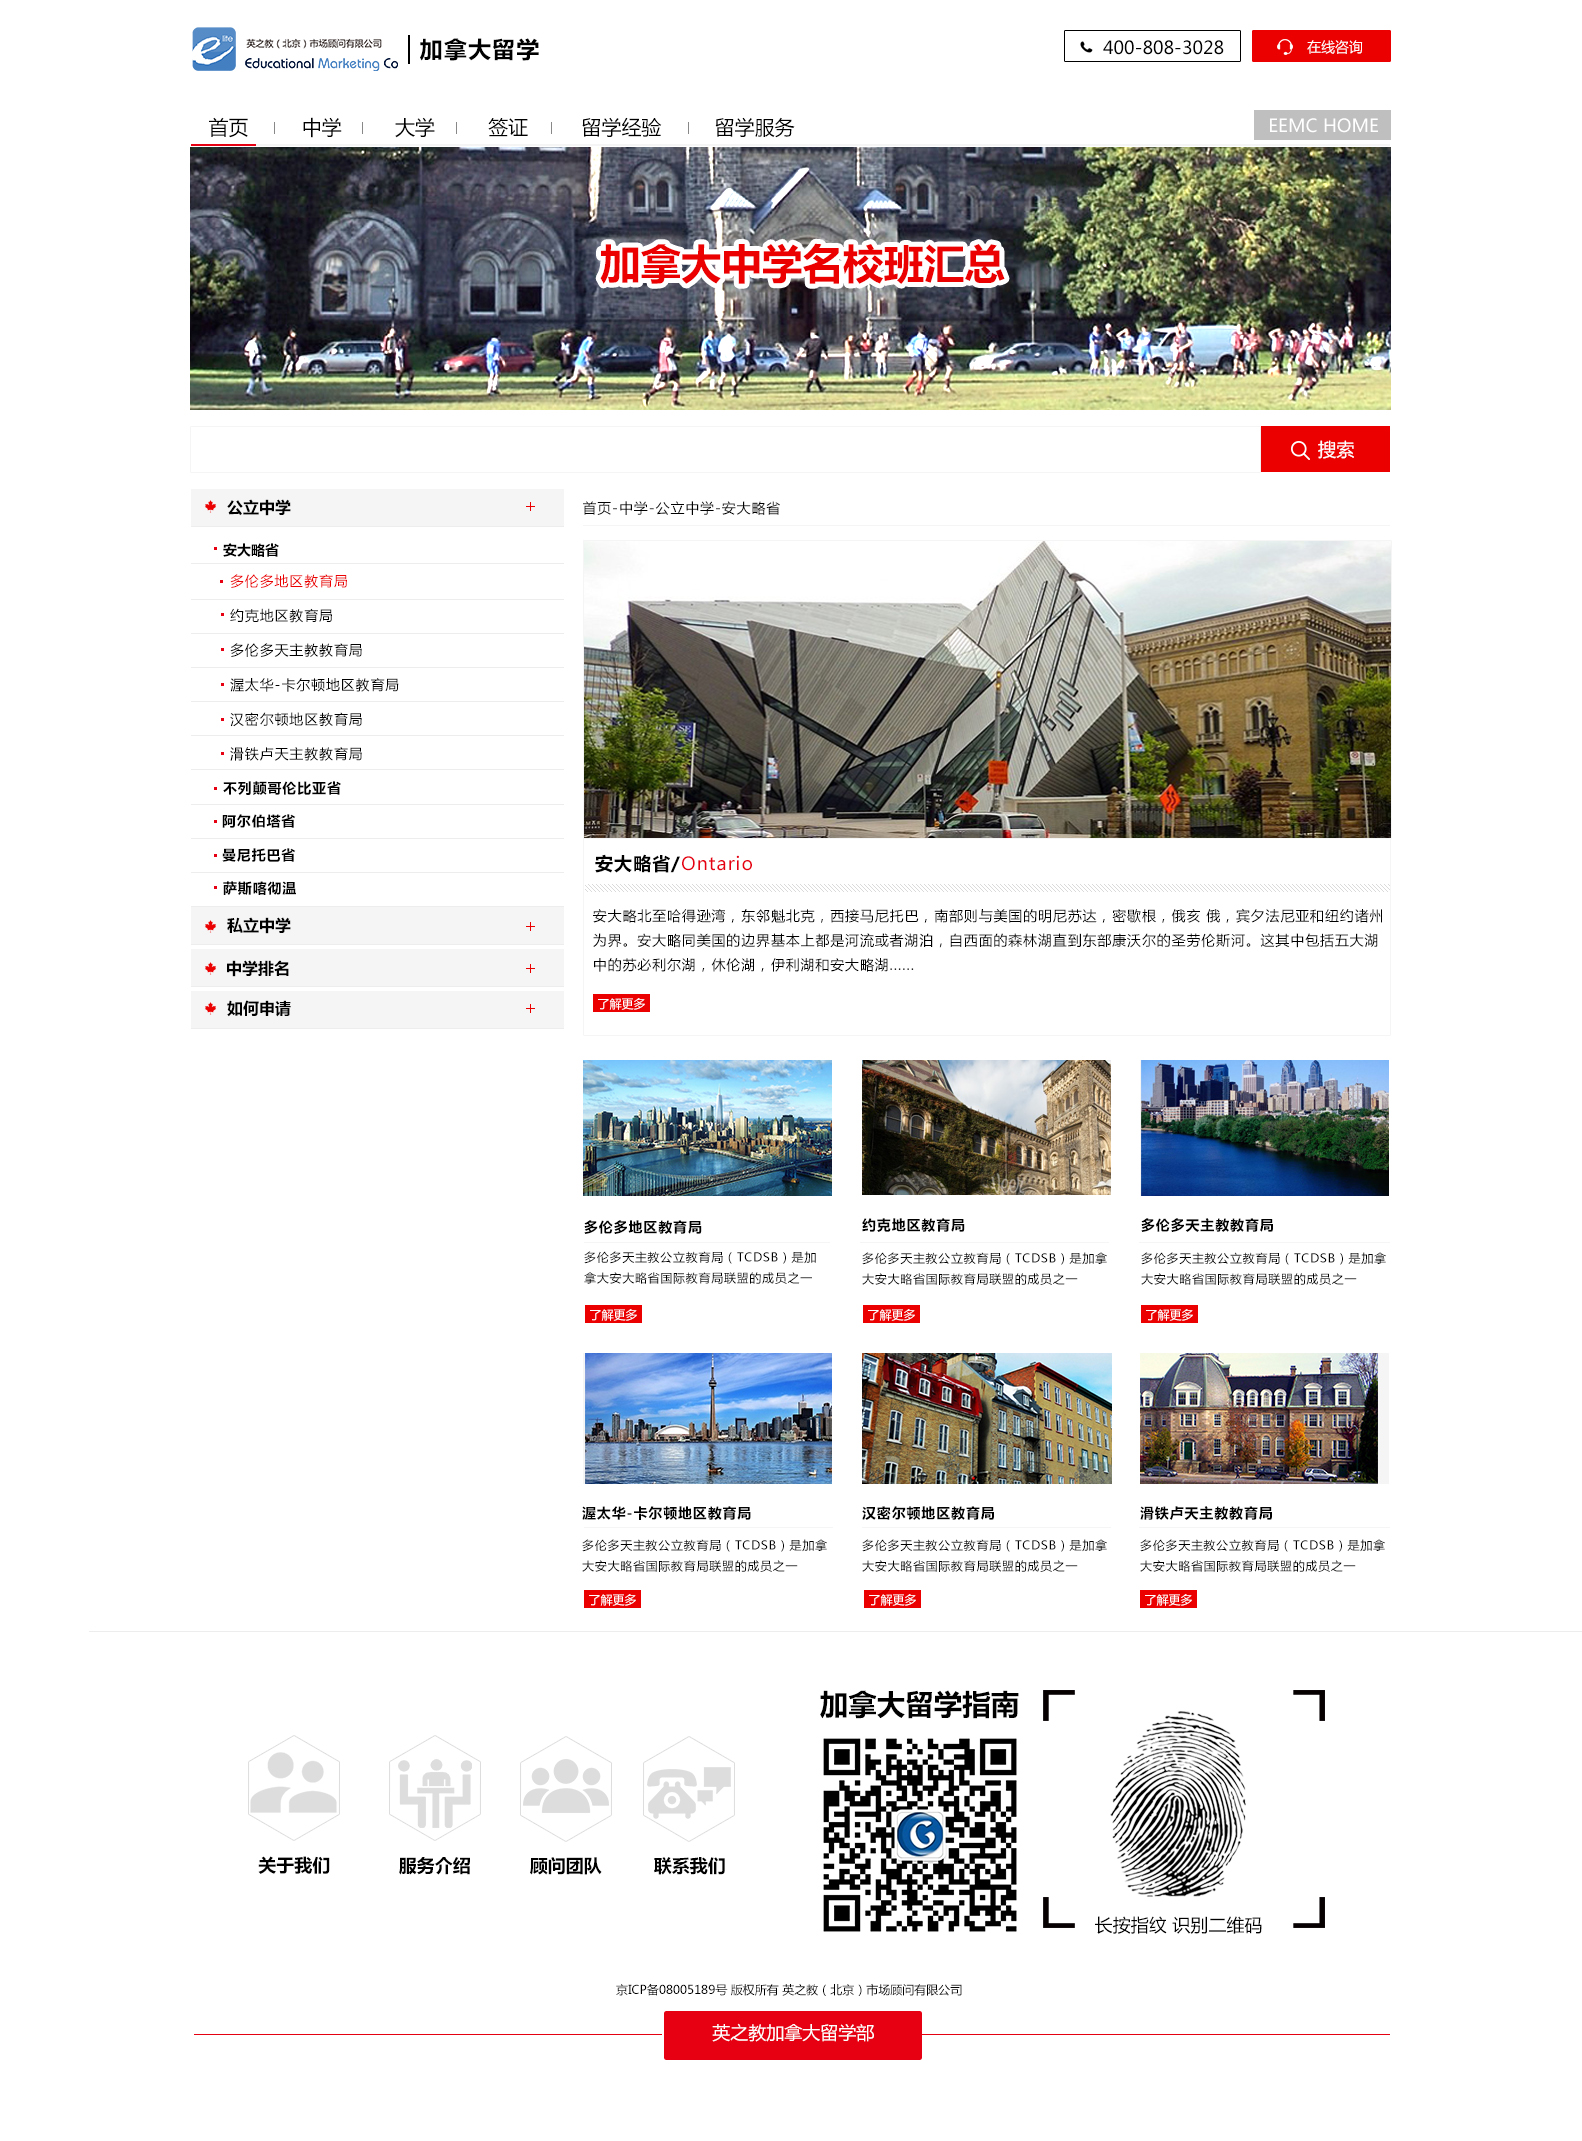 英之教（北京）市场顾问有限公司
Educational Marketing Co
加拿大留学
400-808-3028
在线咨询
首页
中学
大学
签证
留学经验
留学服务
EEMC HOME
加拿大中学名校班汇总
搜索
公立中学
安大略省
多伦多地区教育局
约克地区教育局
多伦多天主教教育局
渥太华-卡尔顿地区教育局
汉密尔顿地区教育局
滑铁卢天主教教育局
不列颠哥伦比亚省
阿尔伯塔省
曼尼托巴省
萨斯喀彻温
私立中学
中学排名
如何申请
首页-中学-公立中学-安大略省
安大略省/Ontario
安大略北至哈得逊湾，东邻魁北克，西接马尼托巴，南部则与美国的明尼苏达，密歇根，俄亥 俄，宾夕法尼亚和纽约诸州
为界。安大略同美国的边界基本上都是河流或者湖泊，自西面的森林湖直到东部康沃尔的圣劳伦斯河。这其中包括五大湖
中的苏必利尔湖，休伦湖，伊利湖和安大略湖......
了解更多
多伦多地区教育局
多伦多天主教公立教育局（TCDSB）是加
拿大安大略省国际教育局联盟的成员之一
了解更多
约克地区教育局
多伦多天主教公立教育局（TCDSB）是加拿
大安大略省国际教育局联盟的成员之一
了解更多
多伦多天主教教育局
多伦多天主教公立教育局（TCDSB）是加拿
大安大略省国际教育局联盟的成员之一
了解更多
渥太华-卡尔顿地区教育局
多伦多天主教公立教育局（TCDSB）是加拿
大安大略省国际教育局联盟的成员之一
了解更多
汉密尔顿地区教育局
多伦多天主教公立教育局（TCDSB）是加拿
大安大略省国际教育局联盟的成员之一
了解更多
滑铁卢天主教教育局
多伦多天主教公立教育局（TCDSB）是加拿
大安大略省国际教育局联盟的成员之一
了解更多
关于我们
服务介绍
顾问团队
联系我们
加拿大留学指南
长按指纹 识别二维码
京ICP备08005189号 版权所有 英之教（北京）市场顾问有限公司
英之教加拿大留学部